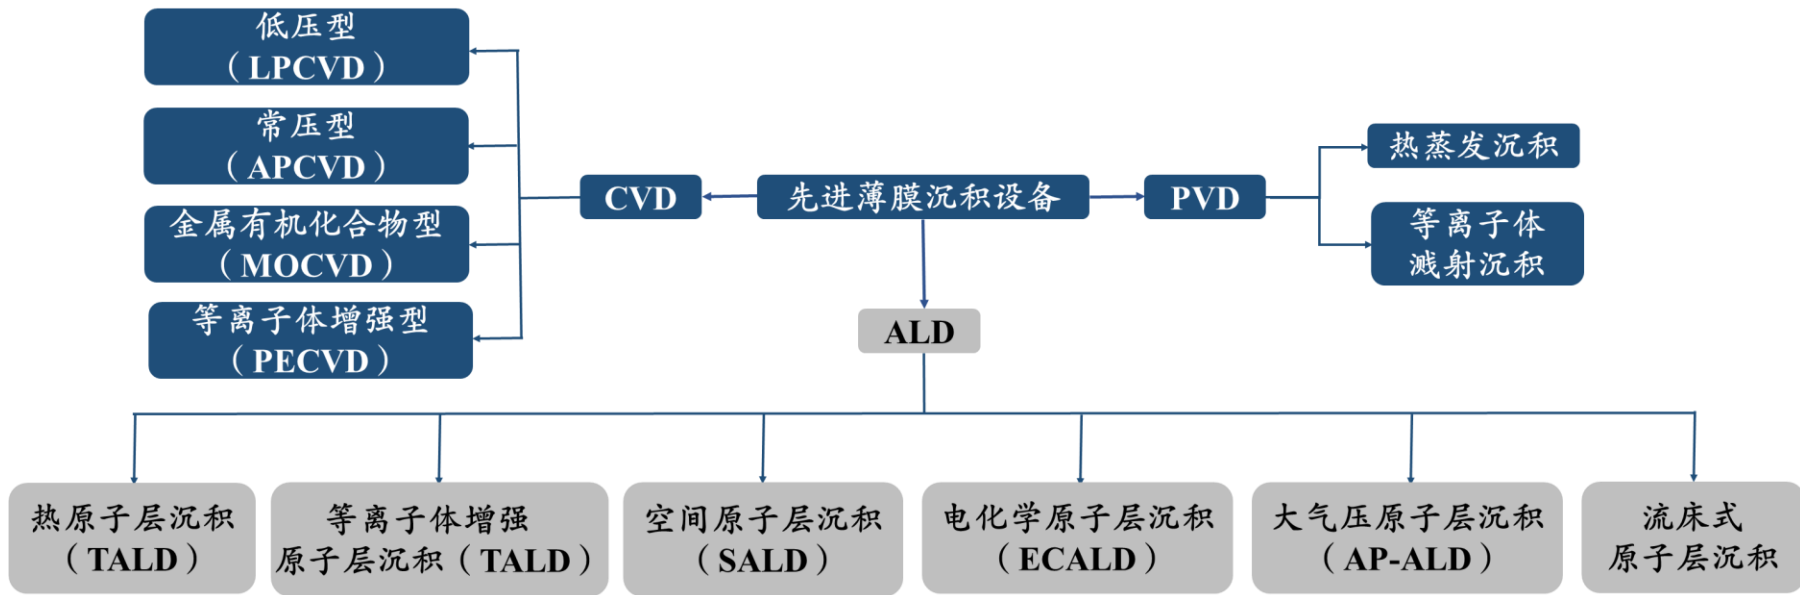 低压型
（LPCVD）
常压型
（APCVD）
金属有机化合物型
（MOCVD）
等离子体增强型
（PECVD）
CVD
先进薄膜沉积设备
PVD
热蒸发沉积
等离子体
溅射沉积
ALD
热原子层沉积
（TALD）
等离子体增强
原子层沉积（TALD）
空间原子层沉积
（SALD）
电化学原子层沉积
（ECALD）
大气压原子层沉积
（AP-ALD）
流床式
原子层沉积